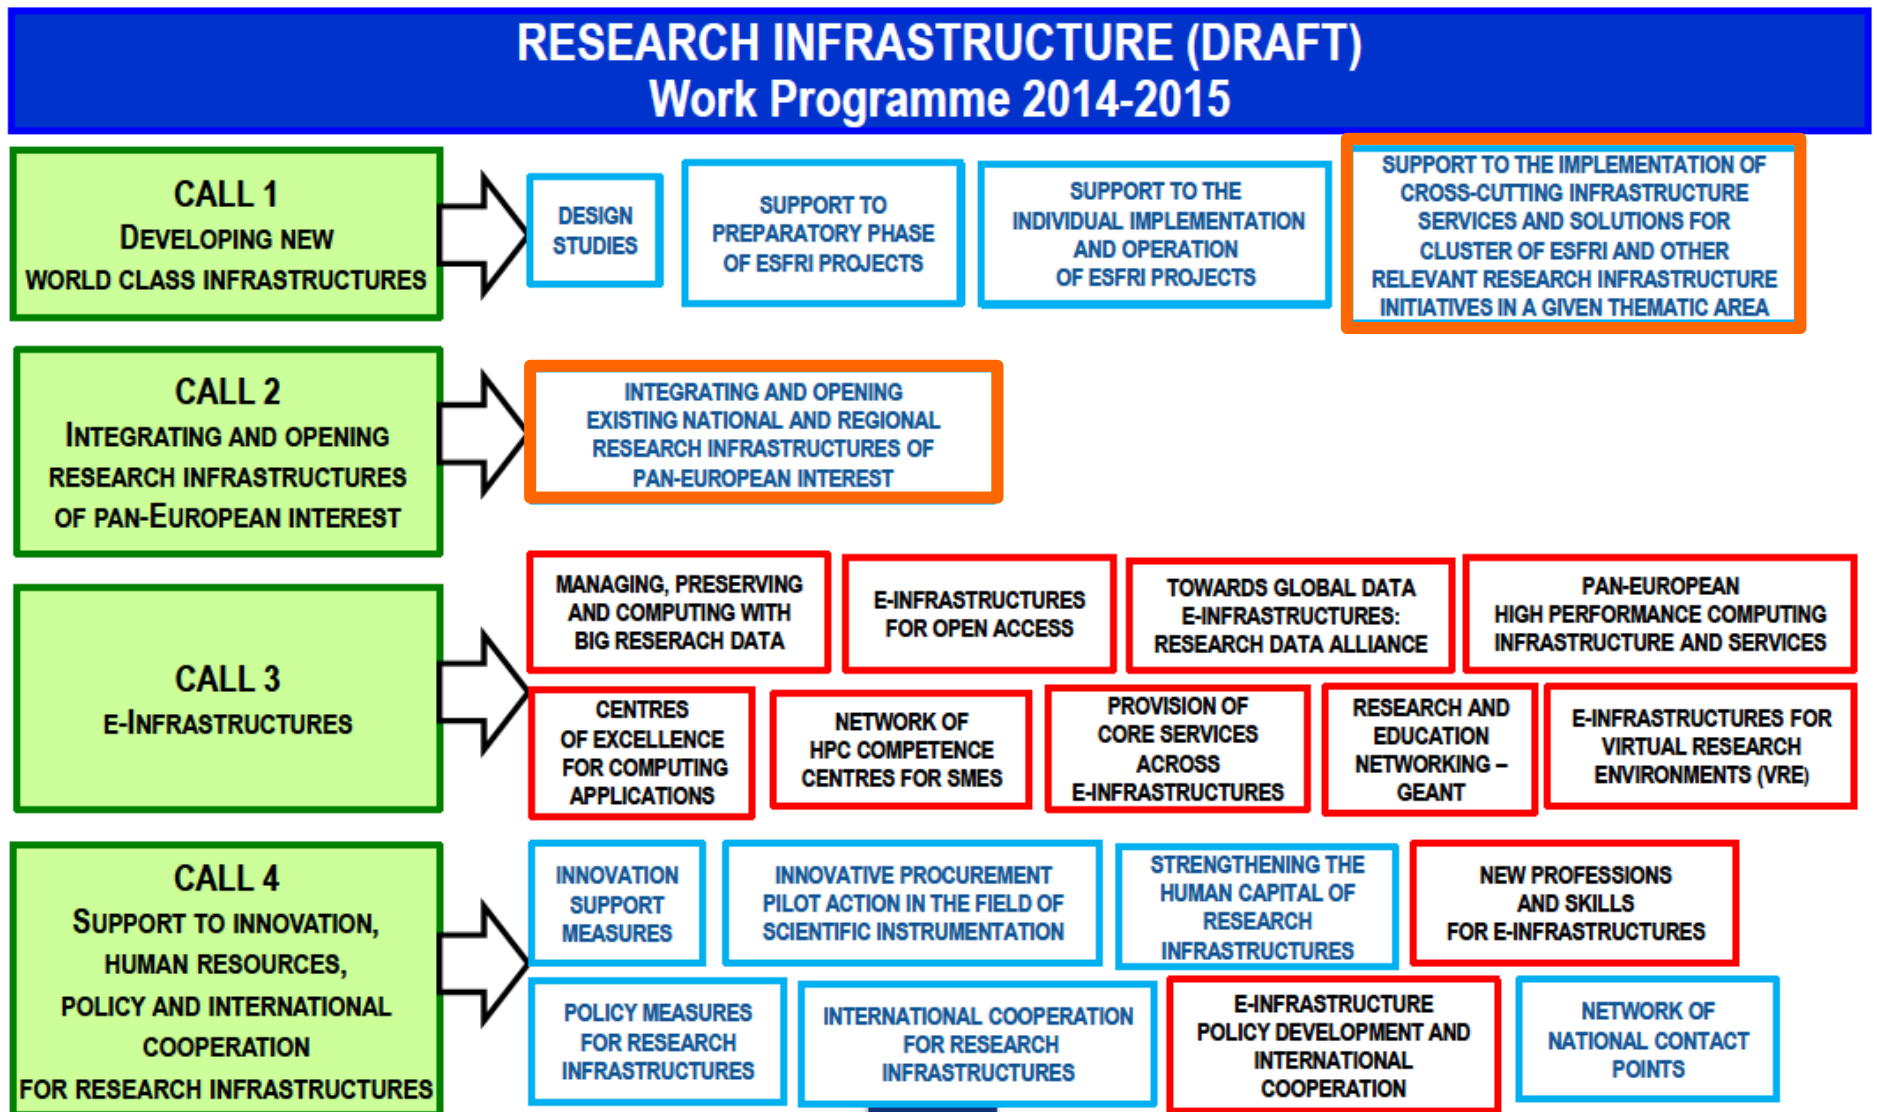 RESEARCH INFRASTRUCTURE (DRAFT)
Work Programme 2014-2015
CALL 1
DEVELOPING NEW
WORLD CLASS INFRASTRUCTURES
DESIGN
STUDIES
SUPPORT TO
PREPARATORY PHASE
OF ESFRI PROJECTS
SUPPORT TO THE
INDIVIDUAL IMPLEMENTATION
AND OPERATION
OF ESFRI PROJECTS
SUPPORT TO THE IMPLEMENTATION OF
CROSS-CUTTING INFRASTRUCTURE
SERVICES AND SOLUTIONS FOR
CLUSTER OF ESFRI AND OTHER
RELEVANT RESEARCH INFRASTRUCTURE
INITIATIVES IN A GIVEN THEMATIC AREA
CALL 2
INTEGRATING AND OPENING
RESEARCH INFRASTRUCTURES
OF PAN-EUROPEAN INTEREST
INTEGRATING AND OPENING
EXISTING NATIONAL AND REGIONAL
RESEARCH INFRASTRUCTURES OF
PAN-EUROPEAN INTEREST
CALL 3
E-INFRASTRUCTURES
MANAGING, PRESERVING
AND COMPUTING WITH
BIG RESERACH DATA
E-INFRASTRUCTURES
FOR OPEN ACCESS
TOWARDS GLOBAL DATA
E-INFRASTRUCTURES:
RESEARCH DATA ALLIANCE
PAN-EUROPEAN
HIGH PERFORMANCE COMPUTING
INFRASTRUCTURE AND SERVICES
CENTRES
OF EXCELLENCE
FOR COMPUTING
APPLICATIONS
NETWORK OF
HPC COMPETENCE
CENTRES FOR SMES
PROVISION OF
CORE SERVICES
ACROSS
E-INFRASTRUCTURES
RESEARCH AND
EDUCATION
NETWORKING –
GEANT
E-INFRASTRUCTURES FOR
VIRTUAL RESEARCH
ENVIRONMENTS (VRE)
CALL 4
SUPPORT TO INNOVATION,
HUMAN RESOURCES,
POLICY AND INTERNATIONAL
COOPERATION
FOR RESEARCH INFRASTRUCTURES
INNOVATION
SUPPORT
MEASURES
INNOVATIVE PROCUREMENT
PILOT ACTION IN THE FIELD OF
SCIENTIFIC INSTRUMENTATION
STRENGTHENING THE
HUMAN CAPITAL OF
RESEARCH
INFRASTRUCTURES
NEW PROFESSIONS
AND SKILLS
FOR E-INFRASTRUCTURES
POLICY MEASURES
FOR RESEARCH
INFRASTRUCTURES
INTERNATIONAL COOPERATION
FOR RESEARCH
INFRASTRUCTURES
E-INFRASTRUCTURE
POLICY DEVELOPMENT AND
INTERNATIONAL
COOPERATION
NETWORK OF
NATIONAL CONTACT
POINTS